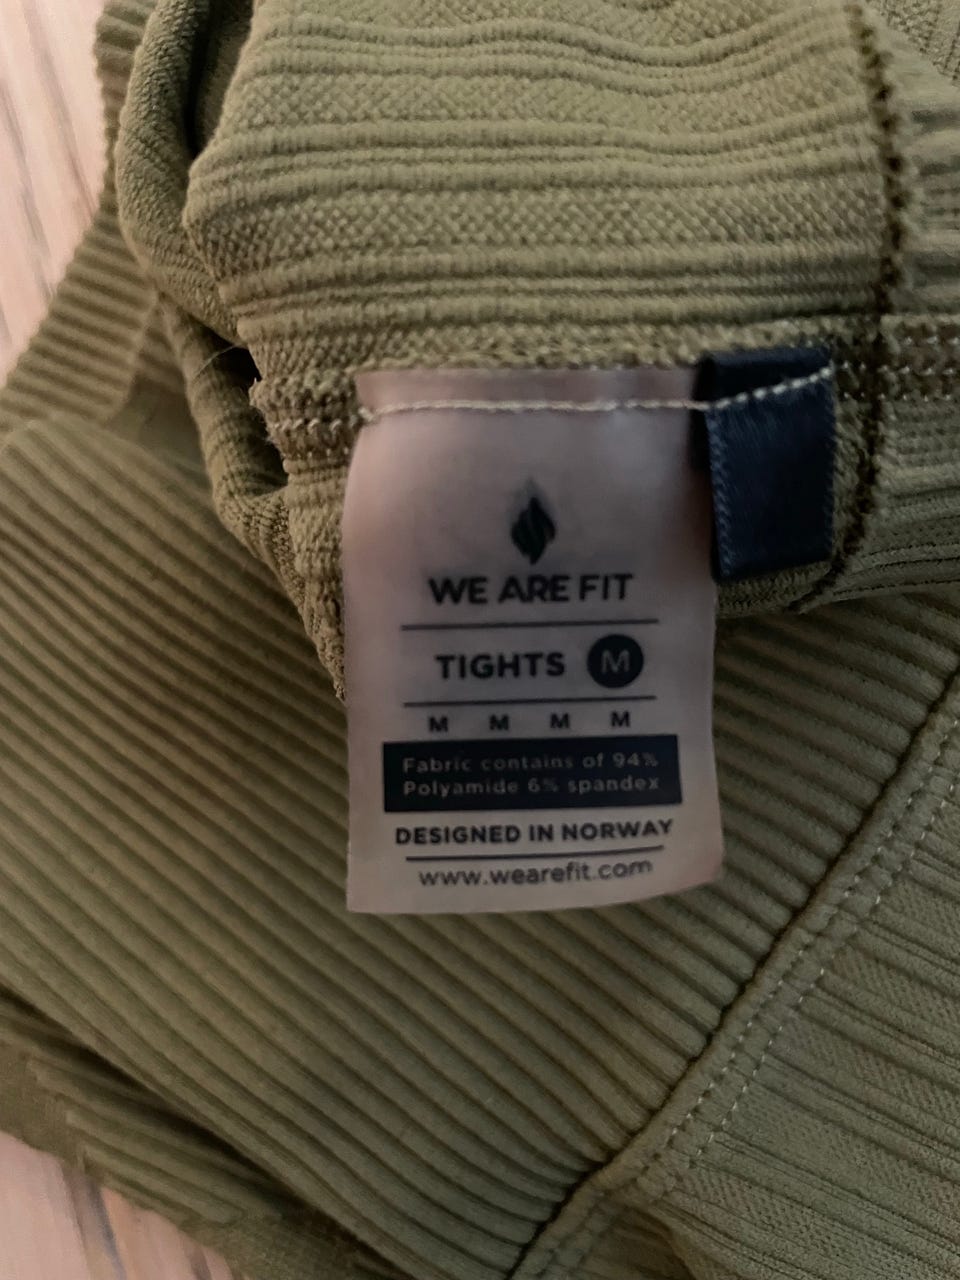 WE ARE FIT
TIGHTS M
M M M M
Fabric contains of 94%
Polyamide 6% spandex
DESIGNED IN NORWAY
www.wearefit.com